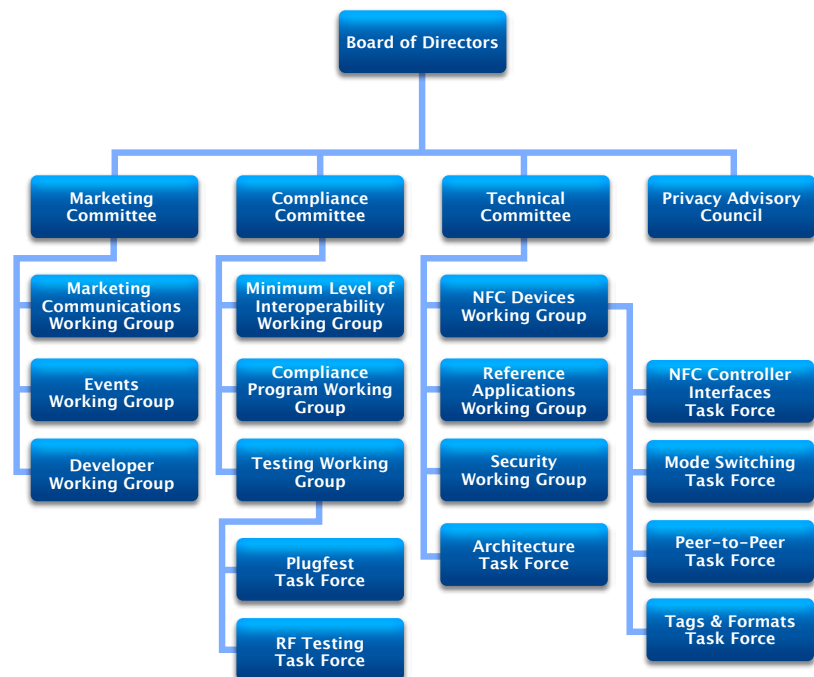 Board of Directors
Marketing
Committee
Compliance
Committee
Technical
Committee
Privacy Advisory
Council
Marketing
Communications
Working Group
Minimum Level of
Interoperability
Working Group
NFC Devices
Working Group
Events
Working Group
Compliance
Program Working
Group
Reference
Applications
Working Group
NFC Controller
Interfaces
Task Force
Developer
Working Group
Testing Working
Group
Security
Working Group
Mode Switching
Task Force
Plugfest
Task Force
Architecture
Task Force
Peer-to-Peer
Task Force
RF Testing
Task Force
Tags & Formats
Task Force